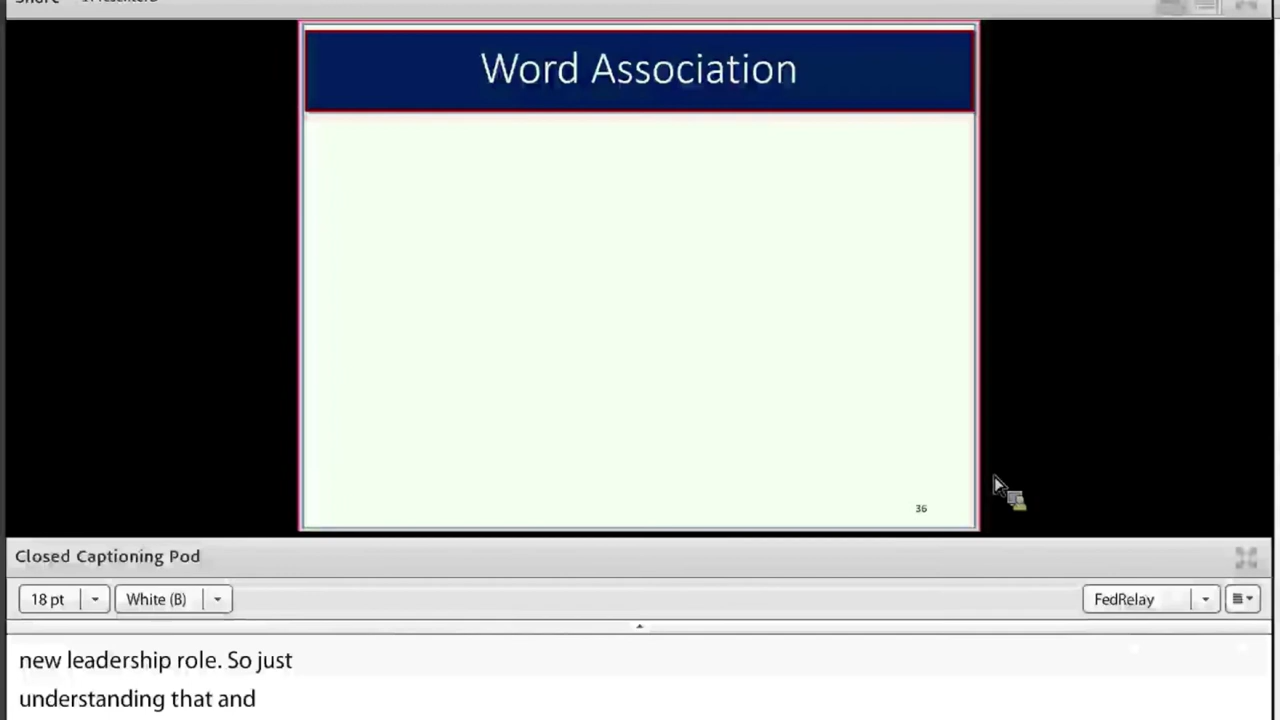 Word Association
36
Closed Captioning Pod
18 pt
White (B)
FedRelay
new leadership role. So just
understanding that and